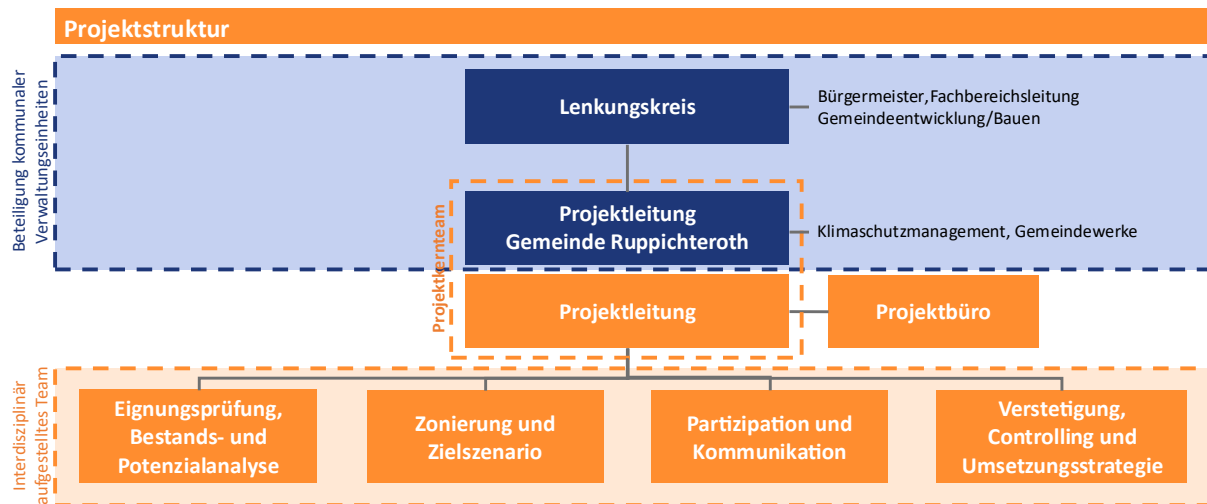 Projektstruktur
Beteiligung kommunaler
Verwaltungseinheiten
Lenkungskreis
Bürgermeister, Fachbereichsleitung
Gemeindeentwicklung/Bauen
Projektkernteam
Projektleitung
Gemeinde Ruppichteroth
Klimaschutzmanagement, Gemeindewerke
Projektleitung
Projektbüro
Interdisziplinär
aufgestelltes Team
Eignungsprüfung,
Bestands- und
Potenzialanalyse
Zonierung und
Zielszenario
Partizipation und
Kommunikation
Verstetigung,
Controlling und
Umsetzungsstrategie